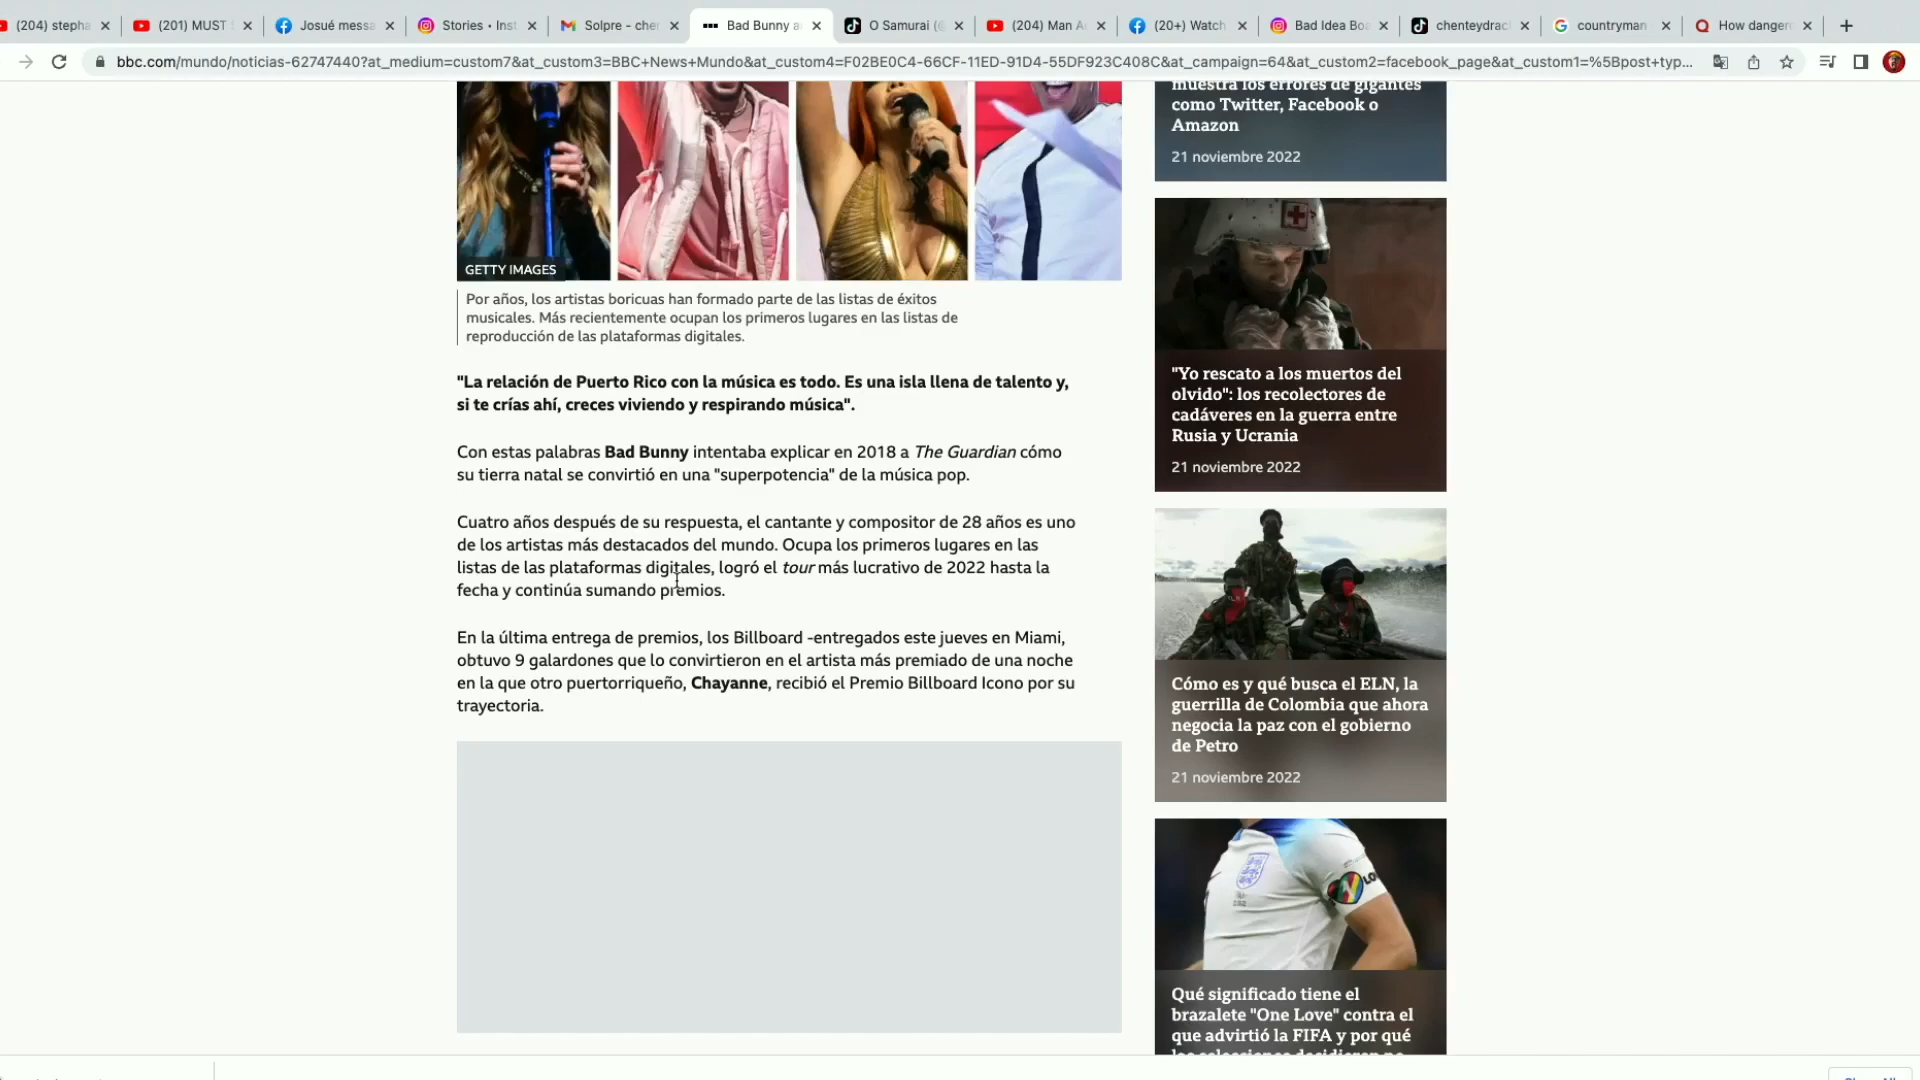 (204) stepha
(201) MUST
Josué messa
Stories • Inst
Solpre - che
Bad Bunny a
O Samurai (@
(204) Man A
(20+) Watch
Bad Idea Boa
chenteydrac
countryman
How danger
bbc.com/mundo/noticias-62747440?at_medium=custom7&at_custom3=BBC+News+Mundo&at_custom4=F02BE0C4-66CF-11ED-91D4-55DF923C408C&at_campaign=64&at_custom2=facebook_page&at_custom1=%5Bpost+typ...
GETTY IMAGES
Por años, los artistas boricuas han formado parte de las listas de éxitos
musicales. Más recientemente ocupan los primeros lugares en las listas de
reproducción de las plataformas digitales.
"La relación de Puerto Rico con la música es todo. Es una isla llena de talento y,
si te crías ahí, creces viviendo y respirando música".
Con estas palabras Bad Bunny intentaba explicar en 2018 a The Guardian cómo
su tierra natal se convirtió en una "superpotencia" de la música pop.
Cuatro años después de su respuesta, el cantante y compositor de 28 años es uno
de los artistas más destacados del mundo. Ocupa los primeros lugares en las
listas de las plataformas digitales, logró el tour más lucrativo de 2022 hasta la
fecha y continúa sumando premios.
En la última entrega de premios, los Billboard -entregados este jueves en Miami,
obtuvo 9 galardones que lo convirtieron en el artista más premiado de una noche
en la que otro puertorriqueño, Chayanne, recibió el Premio Billboard Icono por su
trayectoria.
muestra los errores de gigantes
como Twitter, Facebook o
Amazon
21 noviembre 2022
"Yo rescato a los muertos del
olvido": los recolectores de
cadáveres en la guerra entre
Rusia y Ucrania
21 noviembre 2022
Cómo es y qué busca el ELN, la
guerrilla de Colombia que ahora
negocia la paz con el gobierno
de Petro
21 noviembre 2022
Qué significado tiene el
brazalete "One Love" contra el
que advirtió la FIFA y por qué